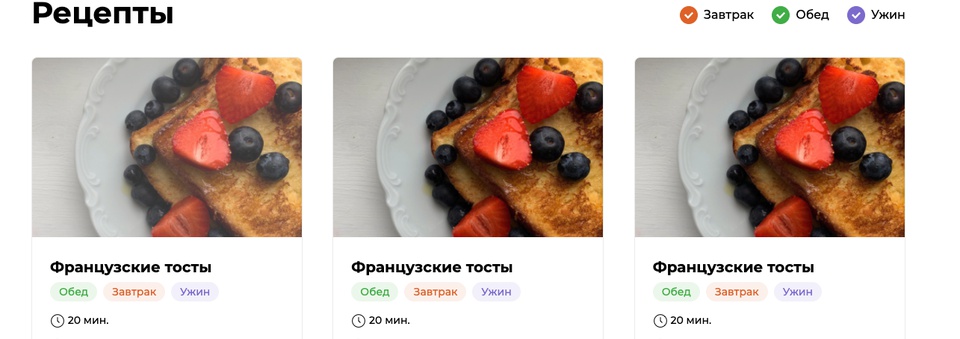 Рецепты
Завтрак Обед Ужин
Французские тосты Французские тосты Французские тосты
Обед Завтрак Ужин Обед Завтрак Ужин Обед Завтрак Ужин
20 мин. 20 мин. 20 мин.